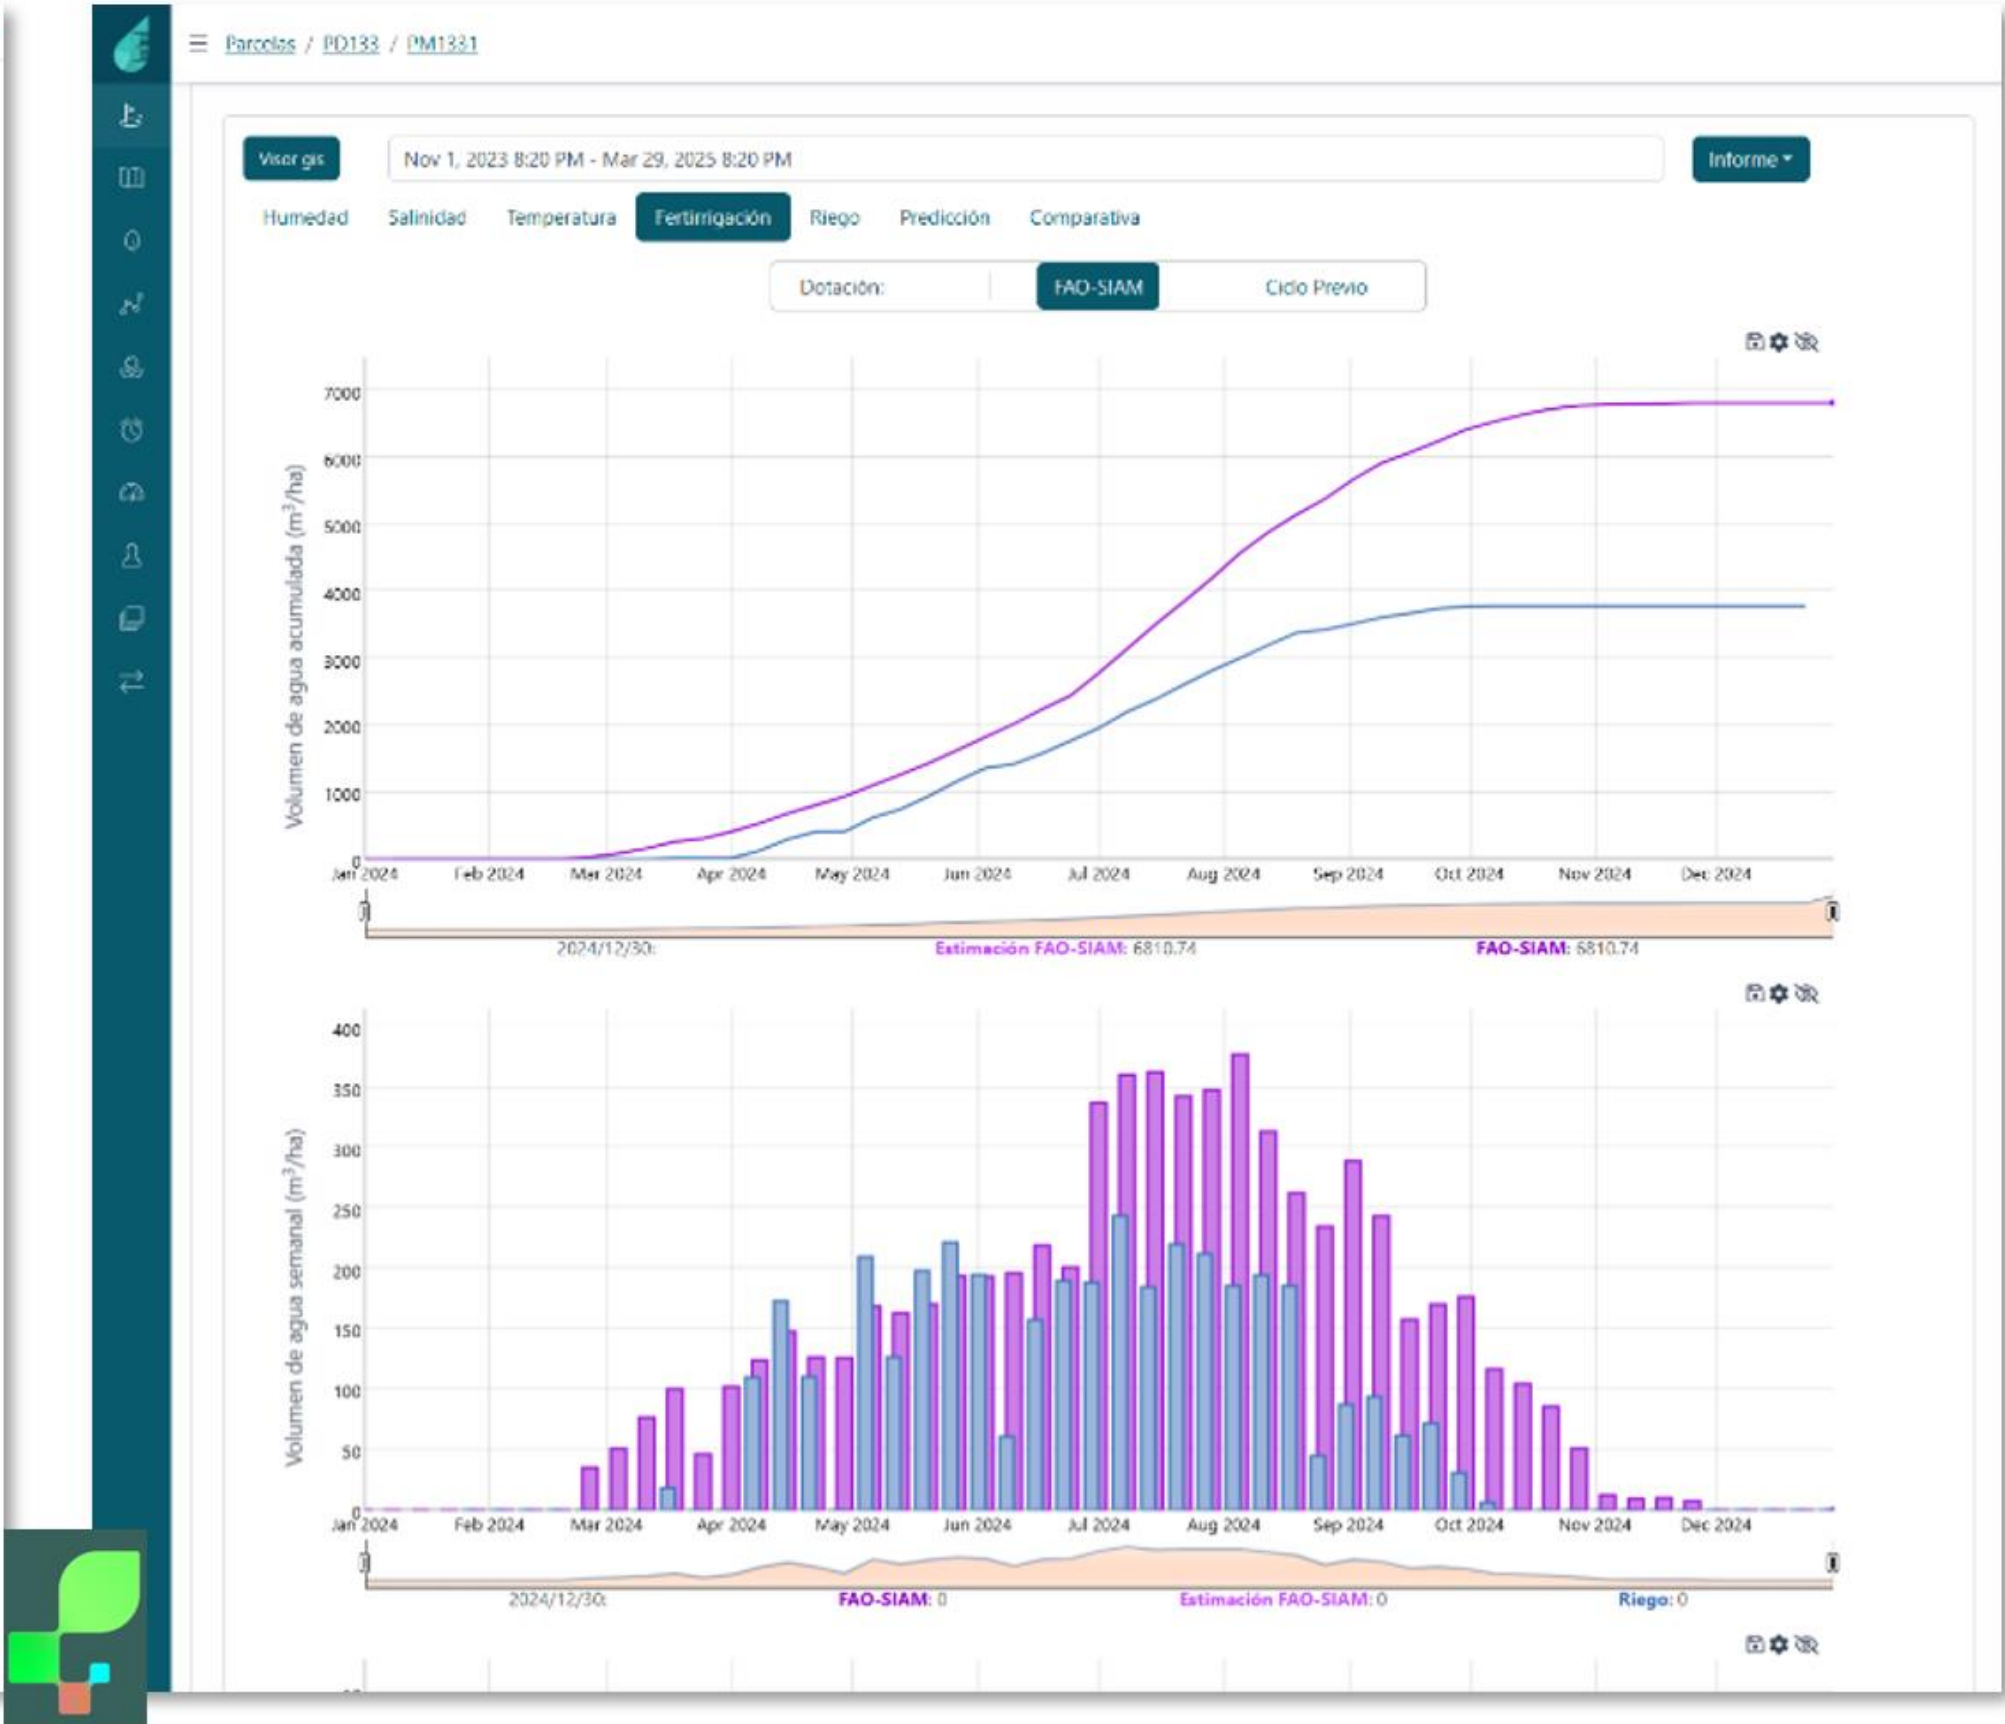 Parcelas / PD133 / PM1331
Visor gis
Nov 1, 2023 8:20 PM - Mar 29, 2025 8:20 PM
Informe
Humedad Salinidad Temperatura Fertirrigación Riego Predicción Comparativa
Dotación: FAO-SIAM Ciclo Previo
Volumen de agua acumulada (m³/ha)
7000
6000
5000
4000
3000
2000
1000
0
Jan 2024 Feb 2024 Mar 2024 Apr 2024 May 2024 Jun 2024 Jul 2024 Aug 2024 Sep 2024 Oct 2024 Nov 2024 Dec 2024
2024/12/30: Estimación FAO-SIAM: 6810.74 FAO-SIAM: 6810.74
Volumen de agua semanal (m³/ha)
400
350
300
250
200
150
100
50
0
Jan 2024 Feb 2024 Mar 2024 Apr 2024 May 2024 Jun 2024 Jul 2024 Aug 2024 Sep 2024 Oct 2024 Nov 2024 Dec 2024
2024/12/30: FAO-SIAM: 0 Estimación FAO-SIAM: 0 Riego: 0